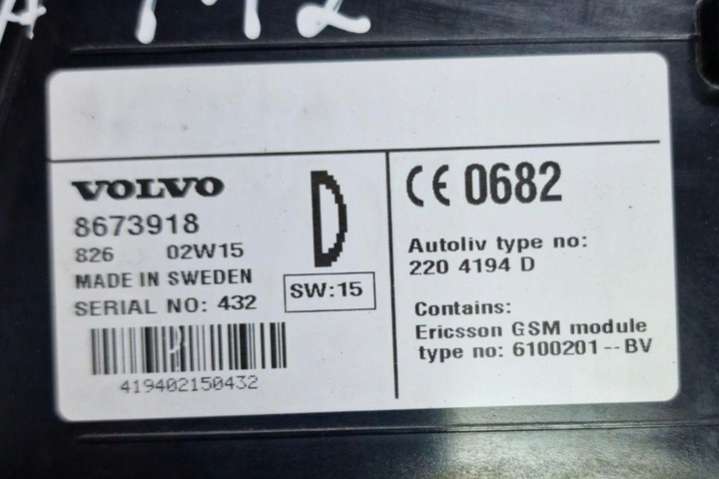 VOLVO
8673918
826 02W15
MADE IN SWEDEN
SERIAL NO: 432
419402150432
D
SW:15
CE 0682
Autoliv type no:
220 4194 D
Contains:
Ericsson GSM module
type no: 6100201--BV